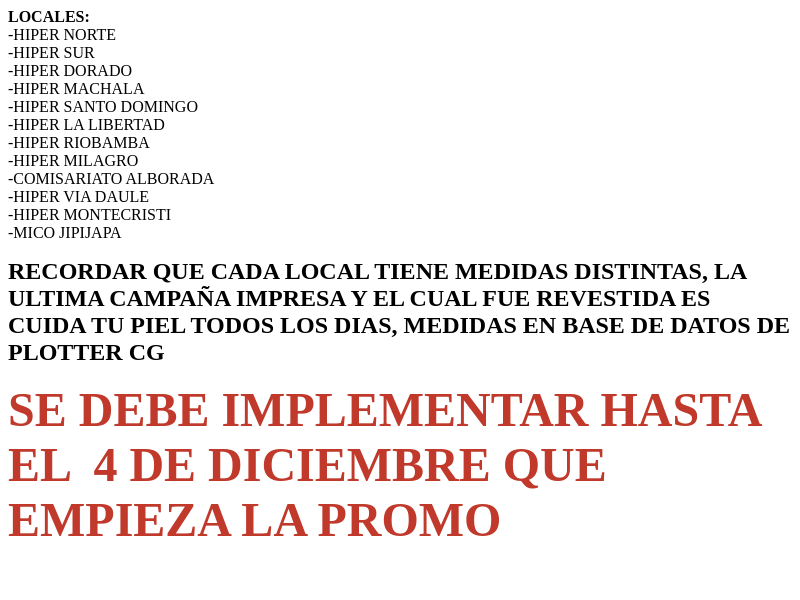 LOCALES:
-HIPER NORTE
-HIPER SUR
-HIPER DORADO
-HIPER MACHALA
-HIPER SANTO DOMINGO
-HIPER LA LIBERTAD
-HIPER RIOBAMBA
-HIPER MILAGRO
-COMISARIATO ALBORADA
-HIPER VIA DAULE
-HIPER MONTECRISTI
-MICO JIPIJAPA
RECORDAR QUE CADA LOCAL TIENE MEDIDAS DISTINTAS, LA
ULTIMA CAMPAÑA IMPRESA Y EL CUAL FUE REVESTIDA ES
CUIDA TU PIEL TODOS LOS DIAS, MEDIDAS EN BASE DE DATOS DE
PLOTTER CG
SE DEBE IMPLEMENTAR HASTA
EL  4 DE DICIEMBRE QUE
EMPIEZA LA PROMO